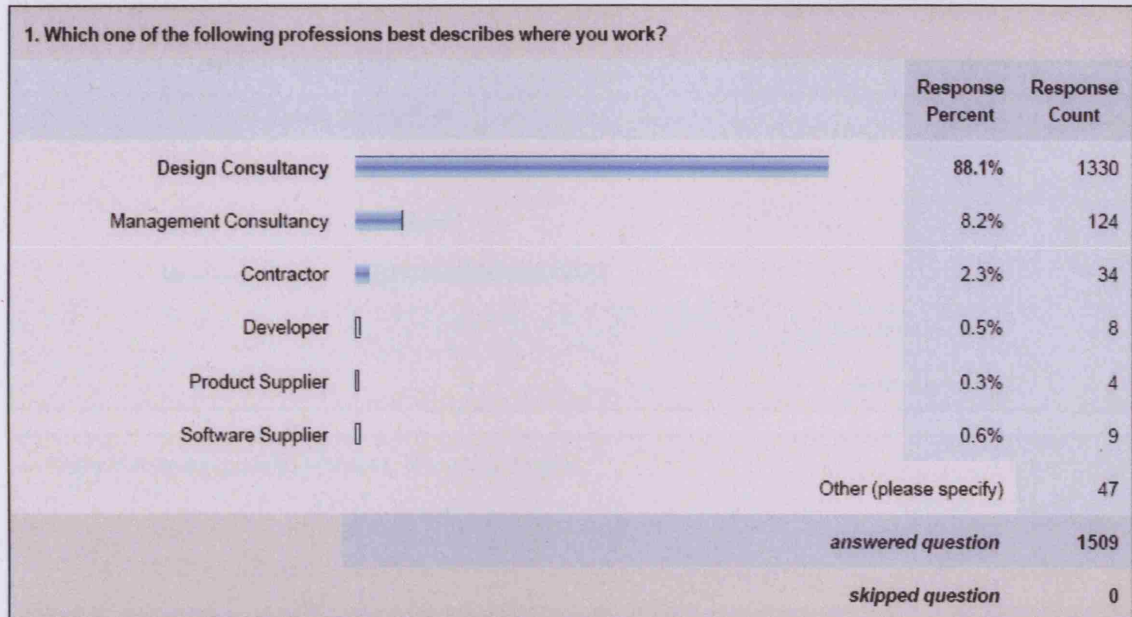 1. Which one of the following professions best describes where you work?
Response Percent
Response Count
Design Consultancy 88.1% 1330
Management Consultancy 8.2% 124
Contractor 2.3% 34
Developer 0.5% 8
Product Supplier 0.3% 4
Software Supplier 0.6% 9
Other (please specify) 47
answered question 1509
skipped question 0